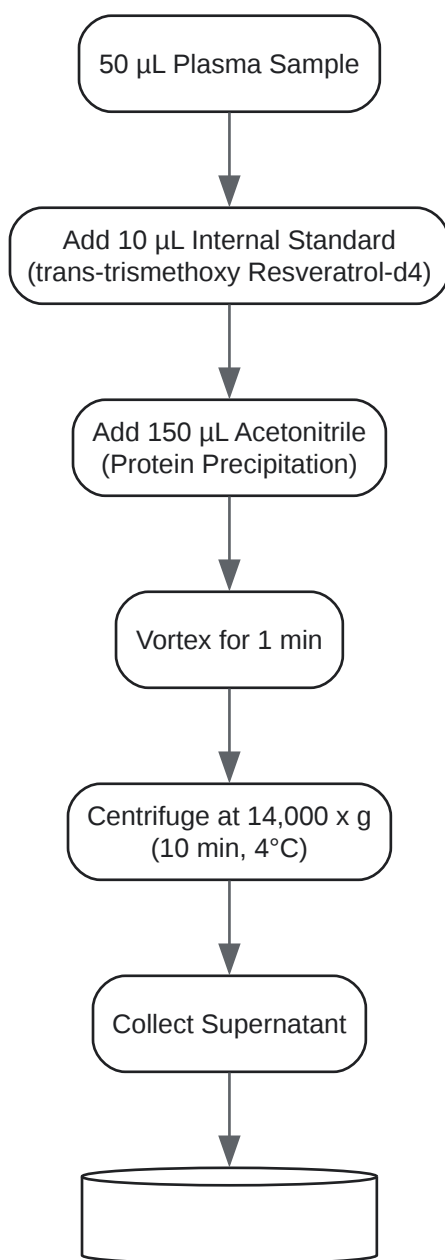 50 µL Plasma Sample
Add 10 µL Internal Standard
(trans-trismethoxy Resveratrol-d4)
Add 150 µL Acetonitrile
(Protein Precipitation)
Vortex for 1 min
Centrifuge at 14,000 x g
(10 min, 4°C)
Collect Supernatant